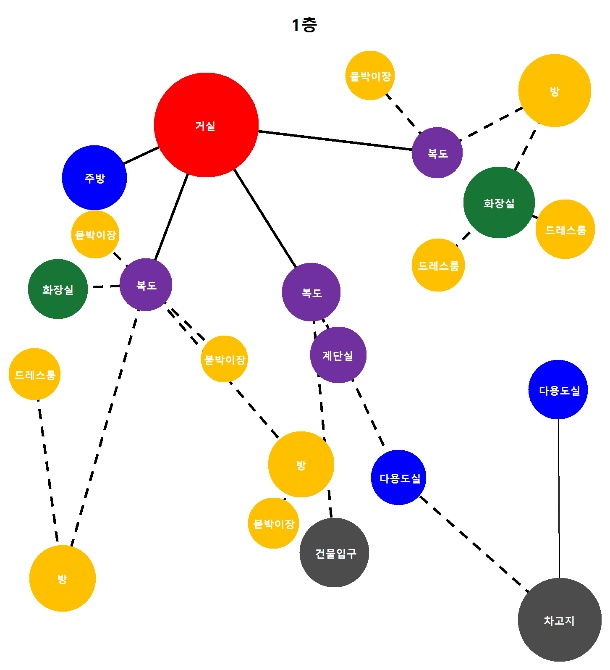 1층
붙박이장
방
거실
복도
주방
화장실
드레스룸
붙박이장
드레스룸
화장실
복도
복도
계단실
붙박이장
드레스룸
다용도실
방
다용도실
붙박이장
건물입구
방
차고지